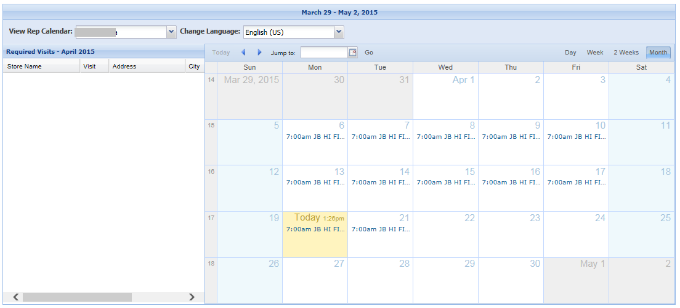 March 29 - May 2, 2015
View Rep Calendar: Change Language: English (US)
Required Visits - April 2015
Today Jump to: Go Day Week 2 Weeks Month
Store Name Visit Address City
Sun Mon Tue Wed Thu Fri Sat
14 Mar 29, 2015 30 31 Apr 1 2 3 4
15 5 6 7 8 9 10 11
7:00am JB HI FI... 7:00am JB HI FI... 7:00am JB HI FI... 7:00am JB HI FI... 7:00am JB HI FI...
16 12 13 14 15 16 17 18
7:00am JB HI FI... 7:00am JB HI FI... 7:00am JB HI FI... 7:00am JB HI FI... 7:00am JB HI FI...
17 19 Today 1:26pm 21 22 23 24 25
7:00am JB HI FI... 7:00am JB HI FI...
18 26 27 28 29 30 May 1 2